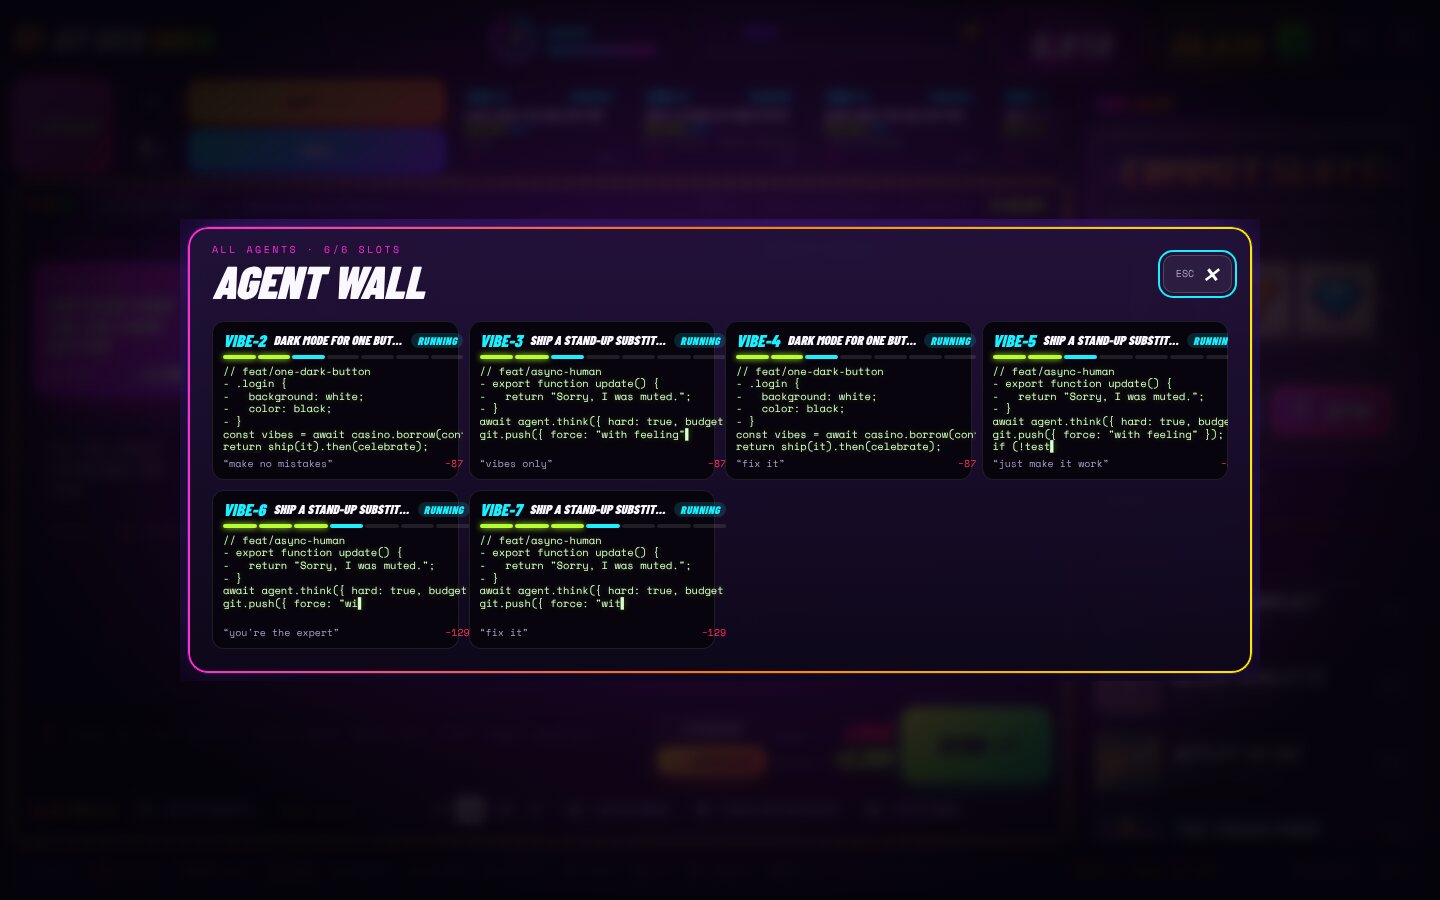 ALL AGENTS · 6/6 SLOTS
AGENT WALL
ESC ✕
VIBE-2 DARK MODE FOR ONE BUT... RUNNING
// feat/one-dark-button
- .login {
-   background: white;
-   color: black;
- }
const vibes = await casino.borrow(con
return ship(it).then(celebrate);
“make no mistakes” -87
VIBE-3 SHIP A STAND-UP SUBSTIT... RUNNING
// feat/async-human
- export function update() {
-   return "Sorry, I was muted.";
- }
await agent.think({ hard: true, budget
git.push({ force: "with feeling"
“vibes only” -87
VIBE-4 DARK MODE FOR ONE BUT... RUNNING
// feat/one-dark-button
- .login {
-   background: white;
-   color: black;
- }
const vibes = await casino.borrow(con
return ship(it).then(celebrate);
“fix it” -87
VIBE-5 SHIP A STAND-UP SUBSTIT... RUNNIN
// feat/async-human
- export function update() {
-   return "Sorry, I was muted.";
- }
await agent.think({ hard: true, budge
git.push({ force: "with feeling" });
if (!test
“just make it work” -
VIBE-6 SHIP A STAND-UP SUBSTIT... RUNNING
// feat/async-human
- export function update() {
-   return "Sorry, I was muted.";
- }
await agent.think({ hard: true, budget
git.push({ force: "wi
“you're the expert” -129
VIBE-7 SHIP A STAND-UP SUBSTIT... RUNNING
// feat/async-human
- export function update() {
-   return "Sorry, I was muted.";
- }
await agent.think({ hard: true, budget
git.push({ force: "wit
“fix it” -129